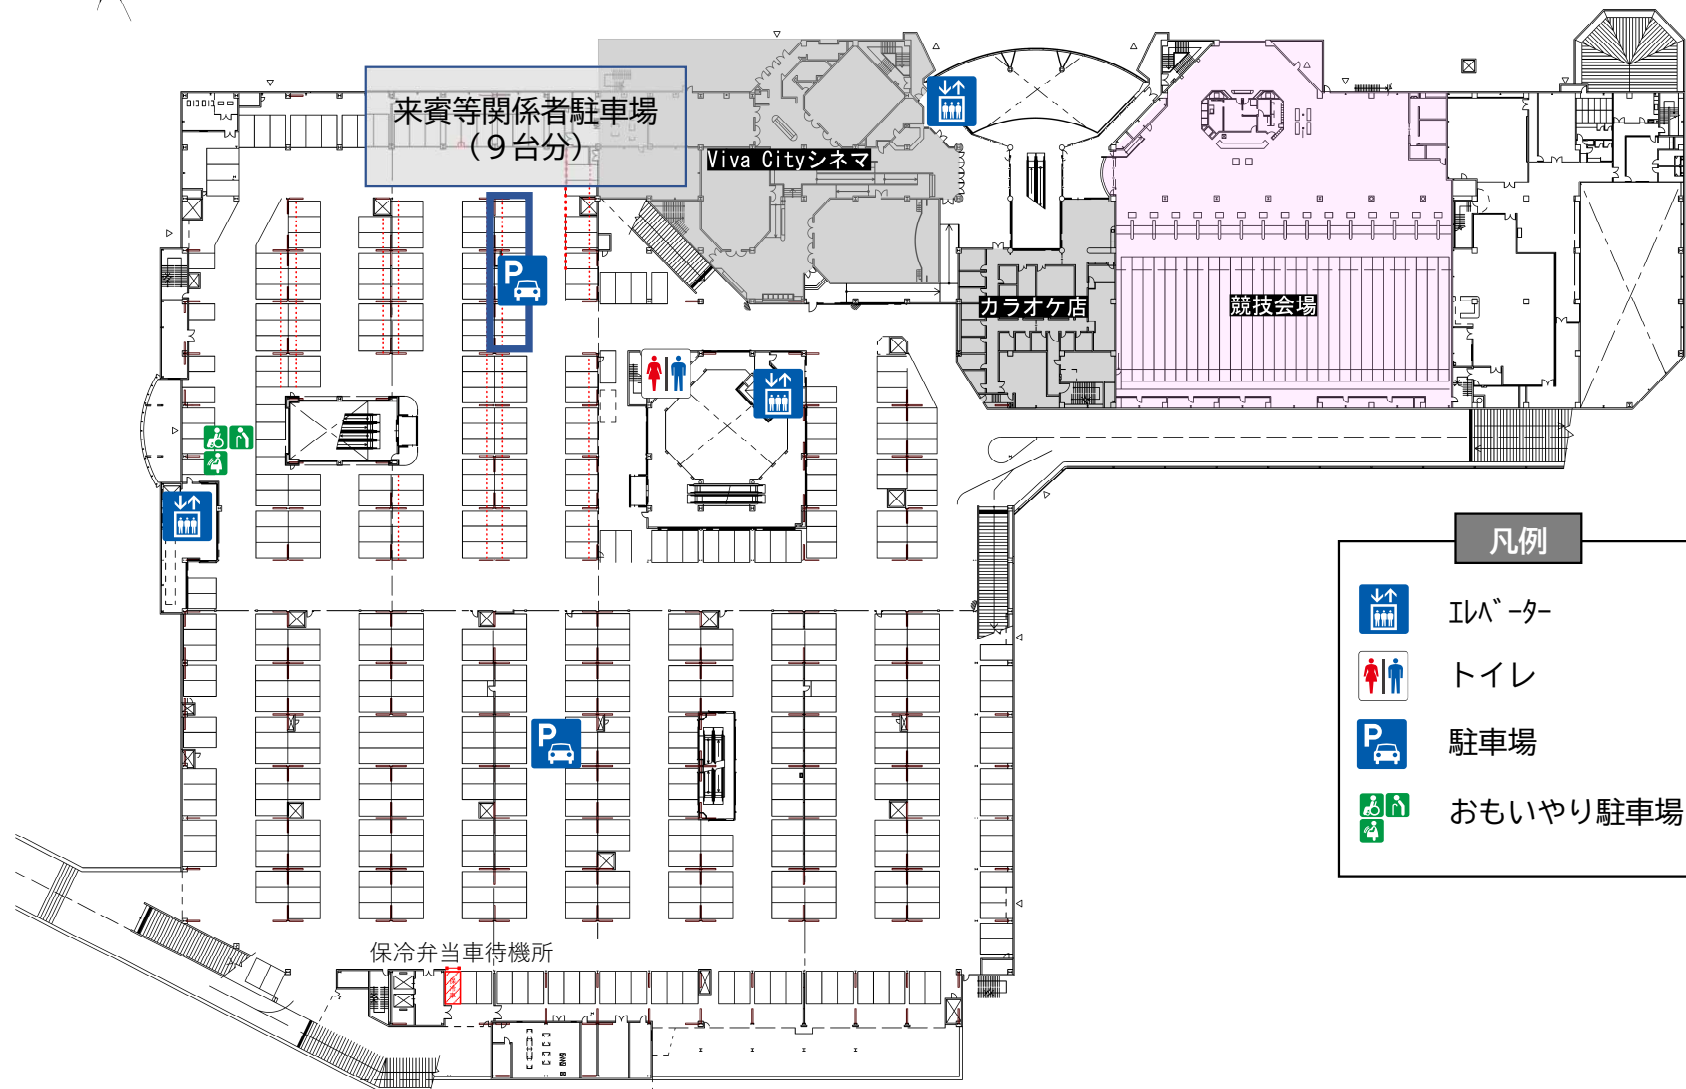 来賓等関係者駐車場
（９台分）
Viva Cityシネマ
P
カラオケ店
競技会場
凡例
ｴﾚﾍﾞｰﾀｰ
トイレ
P
駐車場
P
おもいやり駐車場
保冷弁当車待機所